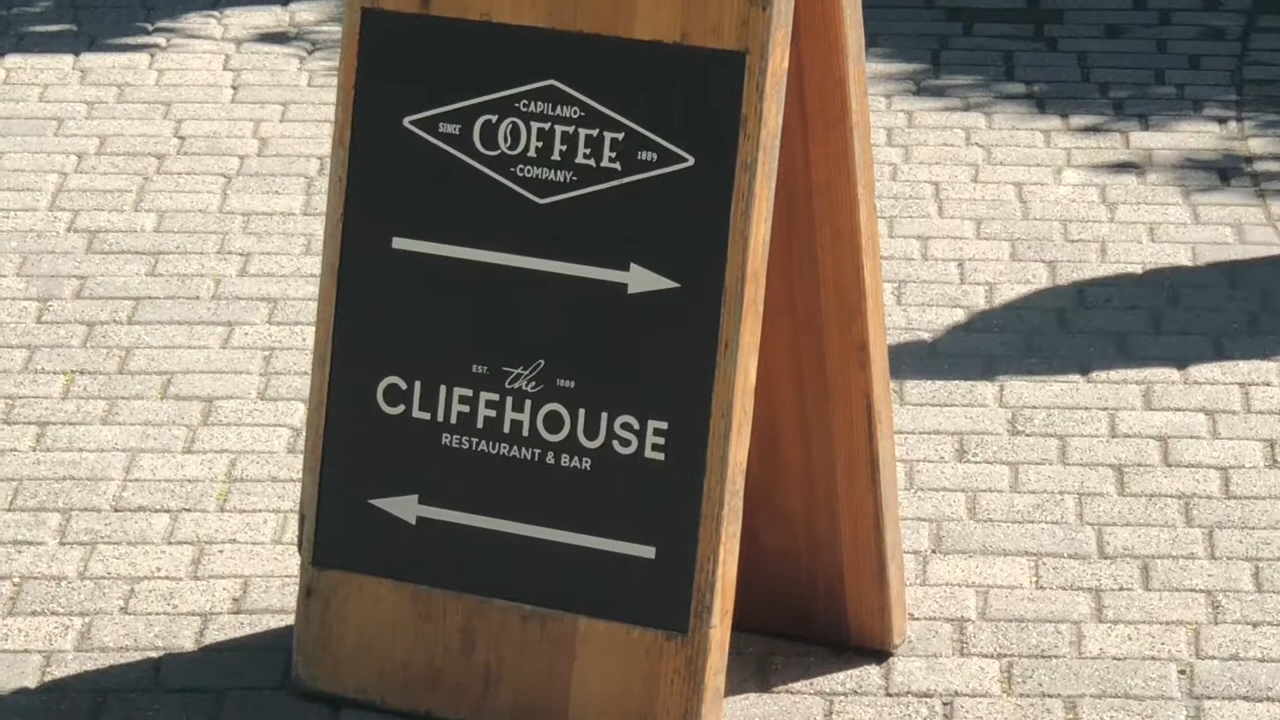 -CAPILANO-
SINCE COFFEE 1889
-COMPANY-
EST. the 1889
CLIFFHOUSE
RESTAURANT & BAR